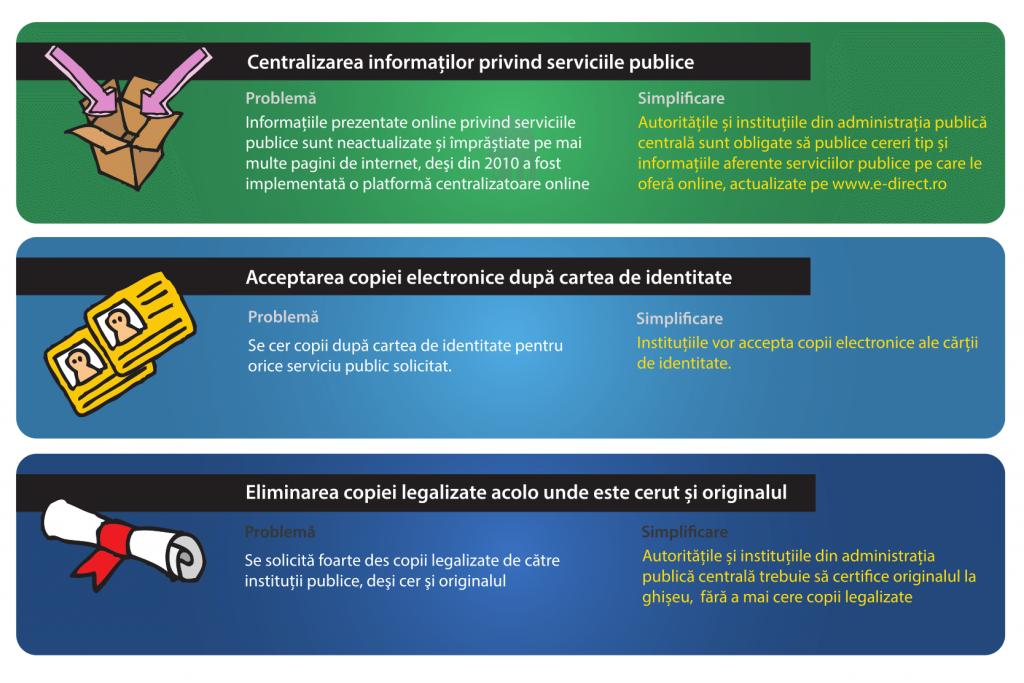 Centralizarea informaților privind serviciile publice
Problemă
Informațiile prezentate online privind serviciile
publice sunt neactualizate și împrăștiate pe mai
multe pagini de internet, deși din 2010 a fost
implementată o platformă centralizatoare online
Simplificare
Autoritățile și instituțiile din administrația publică
centrală sunt obligate să publice cereri tip și
informațiile aferente serviciilor publice pe care le
oferă online, actualizate pe www.e-direct.ro
Acceptarea copiei electronice după cartea de identitate
Problemă
Se cer copii după cartea de identitate pentru
orice serviciu public solicitat.
Simplificare
Instituțiile vor accepta copii electronice ale cărții
de identitate.
Eliminarea copiei legalizate acolo unde este cerut și originalul
Problemă
Se solicită foarte des copii legalizate de către
instituții publice, deși cer și originalul
Simplificare
Autoritățile și instituțiile din administrația
publică centrală trebuie să certifice originalul la
ghișeu, fără a mai cere copii legalizate